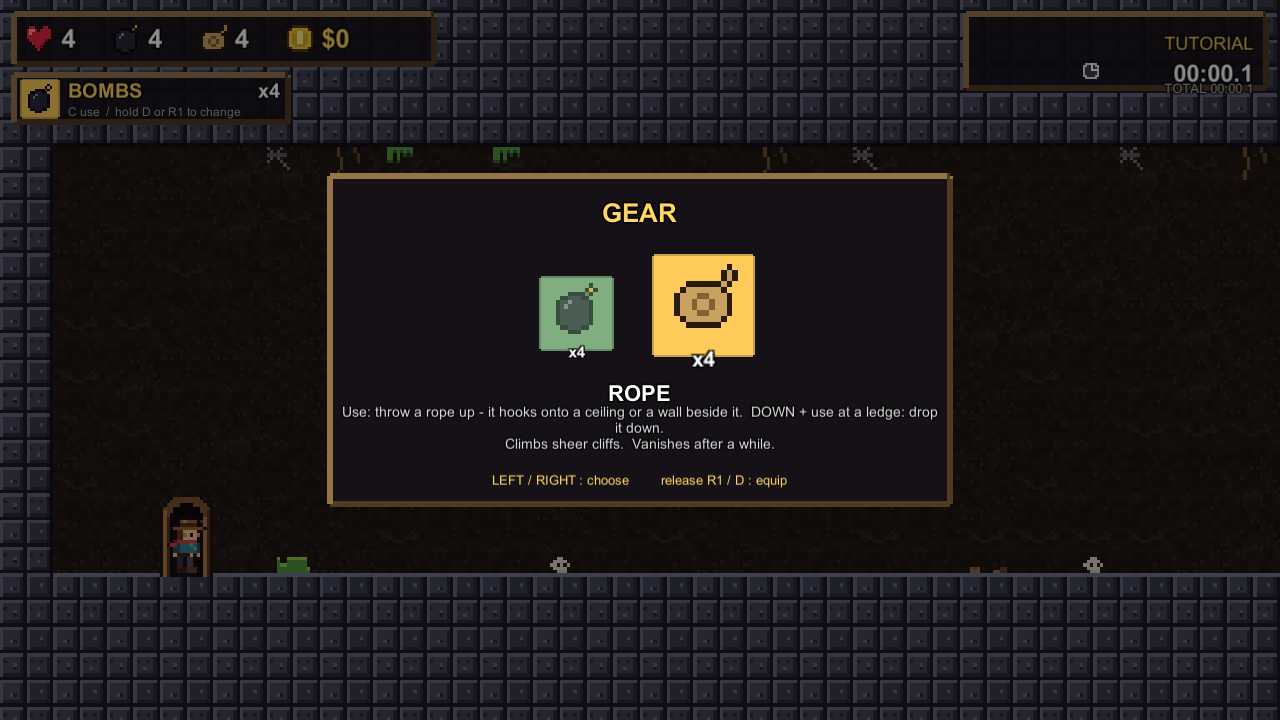 4 4 4 $0
BOMBS x4
C use / hold D or R1 to change
TUTORIAL
00:00.1
TOTAL 00:00.1
GEAR
x4 x4
ROPE
Use: throw a rope up - it hooks onto a ceiling or a wall beside it. DOWN + use at a ledge: drop
it down.
Climbs sheer cliffs. Vanishes after a while.
LEFT / RIGHT : choose release R1 / D : equip